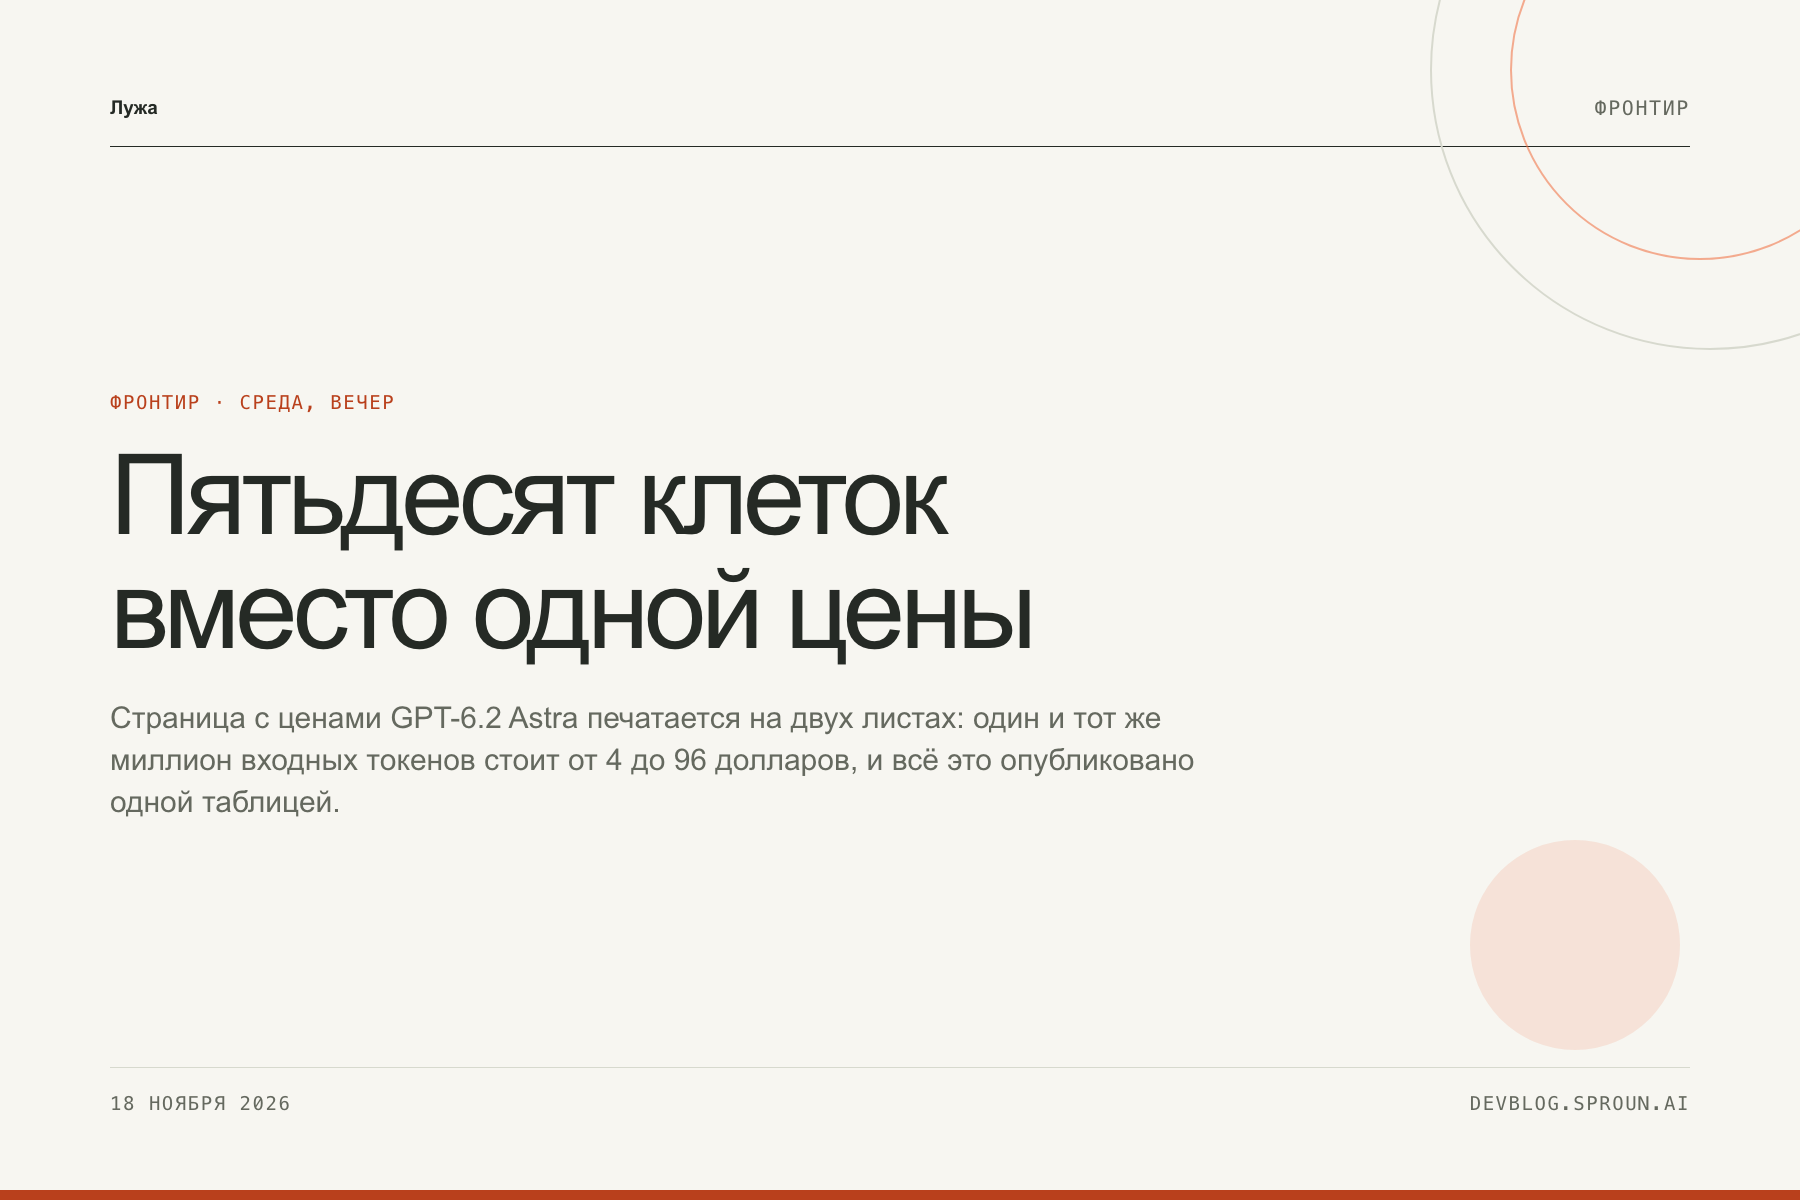 Лужа
ФРОНТИР
ФРОНТИР · СРЕДА, ВЕЧЕР
Пятьдесят клеток
вместо одной цены
Страница с ценами GPT-6.2 Astra печатается на двух листах: один и тот же
миллион входных токенов стоит от 4 до 96 долларов, и всё это опубликовано
одной таблицей.
18 НОЯБРЯ 2026
DEVBLOG.SPROUN.AI